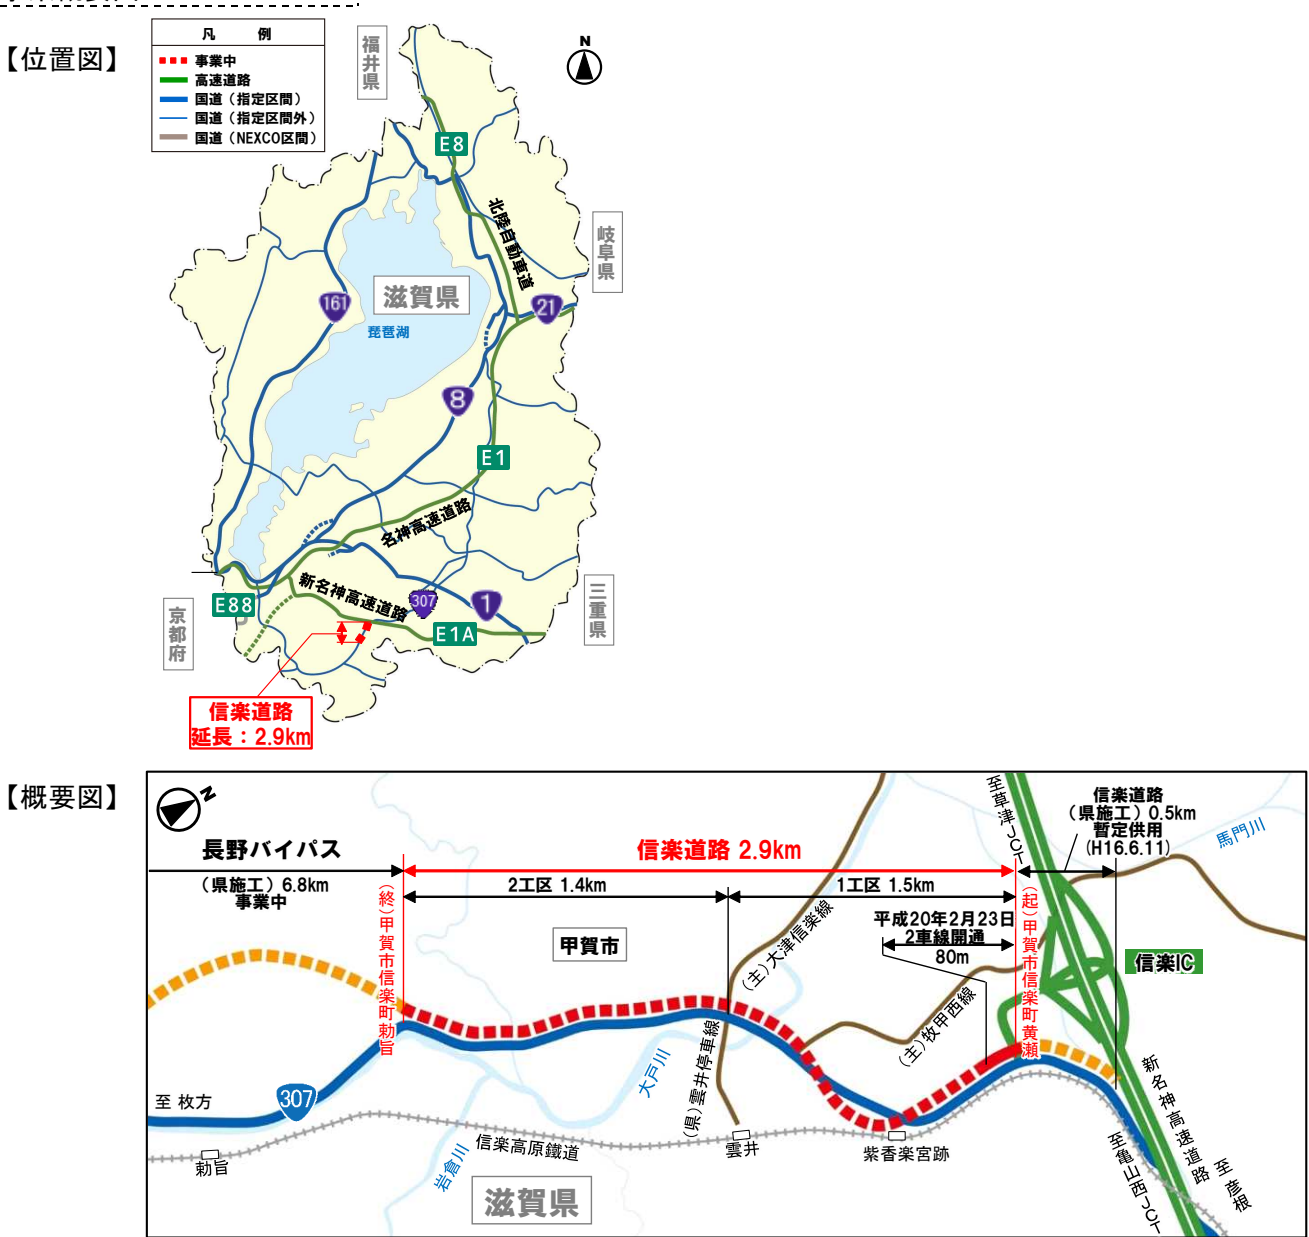 【位置図】
凡 例
事業中
高速道路
国道（指定区間）
国道（指定区間外）
国道（NEXCO区間）
福井県
N
E8
北陸自動車道
岐阜県
滋賀県
琵琶湖
161
21
8
E1
名神高速道路
新名神高速道路
307
1
三重県
E88
E1A
京都府
信楽道路
延長：2.9km
【概要図】
N
長野バイパス
（県施工）6.8km
事業中
信楽道路 2.9km
2工区 1.4km
1工区 1.5km
平成20年2月23日
2車線開通
80m
至草津JCT
信楽道路
（県施工）0.5km
暫定供用
(H16.6.11)
馬門川
（終）甲賀市信楽町勅旨
甲賀市
（主）大津信楽線
（起）甲賀市信楽町黄瀬
信楽IC
（主）牧甲西線
（県）雲井停車線
大戸川
至 枚方
307
勅旨
岩倉川
信楽高原鐵道
雲井
紫香楽宮跡
新名神高速道路
至亀山西JCT
至彦根
滋賀県